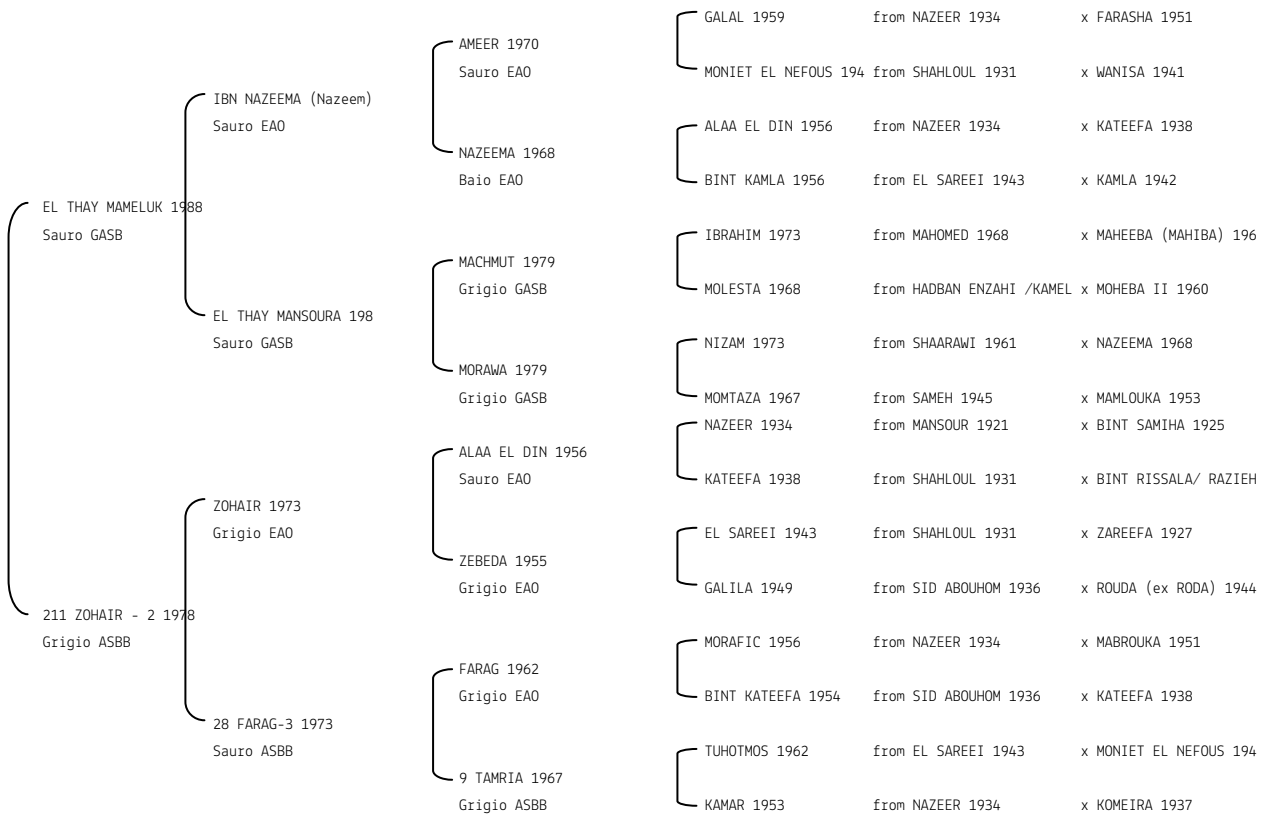 GALAL 1959 from NAZEER 1934 x FARASHA 1951
AMEER 1970
Sauro EAO MONIET EL NEFOUS 194 from SHAHLOUL 1931 x WANISA 1941
IBN NAZEEMA (Nazeem)
Sauro EAO ALAA EL DIN 1956 from NAZEER 1934 x KATEEFA 1938
NAZEEMA 1968
Baio EAO BINT KAMLA 1956 from EL SAREEI 1943 x KAMLA 1942
EL THAY MAMELUK 1988
Sauro GASB IBRAHIM 1973 from MAHOMED 1968 x MAHEEBA (MAHIBA) 196
MACHMUT 1979
Grigio GASB MOLESTA 1968 from HADBAN ENZAHI /KAMEL x MOHEBA II 1960
EL THAY MANSOURA 198
Sauro GASB NIZAM 1973 from SHAARAWI 1961 x NAZEEMA 1968
MORAWA 1979
Grigio GASB MOMTAZA 1967 from SAMEH 1945 x MAMLOUKA 1953
NAZEER 1934 from MANSOUR 1921 x BINT SAMIHA 1925
ALAA EL DIN 1956
Sauro EAO KATEEFA 1938 from SHAHLOUL 1931 x BINT RISSALA/ RAZIEH
ZOHAIR 1973
Grigio EAO EL SAREEI 1943 from SHAHLOUL 1931 x ZAREEFA 1927
ZEBEDA 1955
Grigio EAO GALILA 1949 from SID ABOUHOM 1936 x ROUDA (ex RODA) 1944
211 ZOHAIR - 2 1978
Grigio ASBB MORAFIC 1956 from NAZEER 1934 x MABROUKA 1951
FARAG 1962
Grigio EAO BINT KATEEFA 1954 from SID ABOUHOM 1936 x KATEEFA 1938
28 FARAG-3 1973
Sauro ASBB TUHOTMOS 1962 from EL SAREEI 1943 x MONIET EL NEFOUS 194
9 TAMRIA 1967
Grigio ASBB KAMAR 1953 from NAZEER 1934 x KOMEIRA 1937